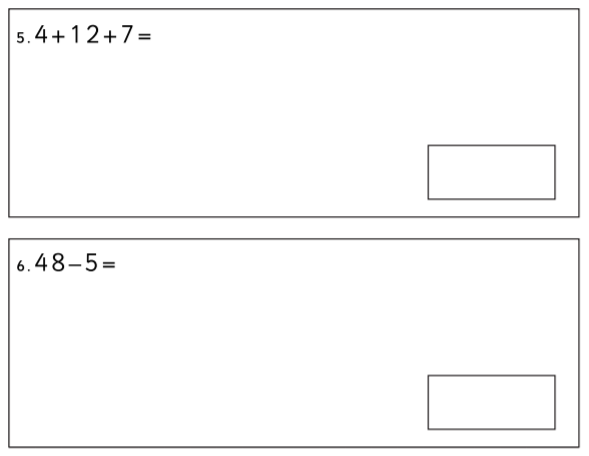 5. 4 + 12 + 7 =
6. 48 – 5 =